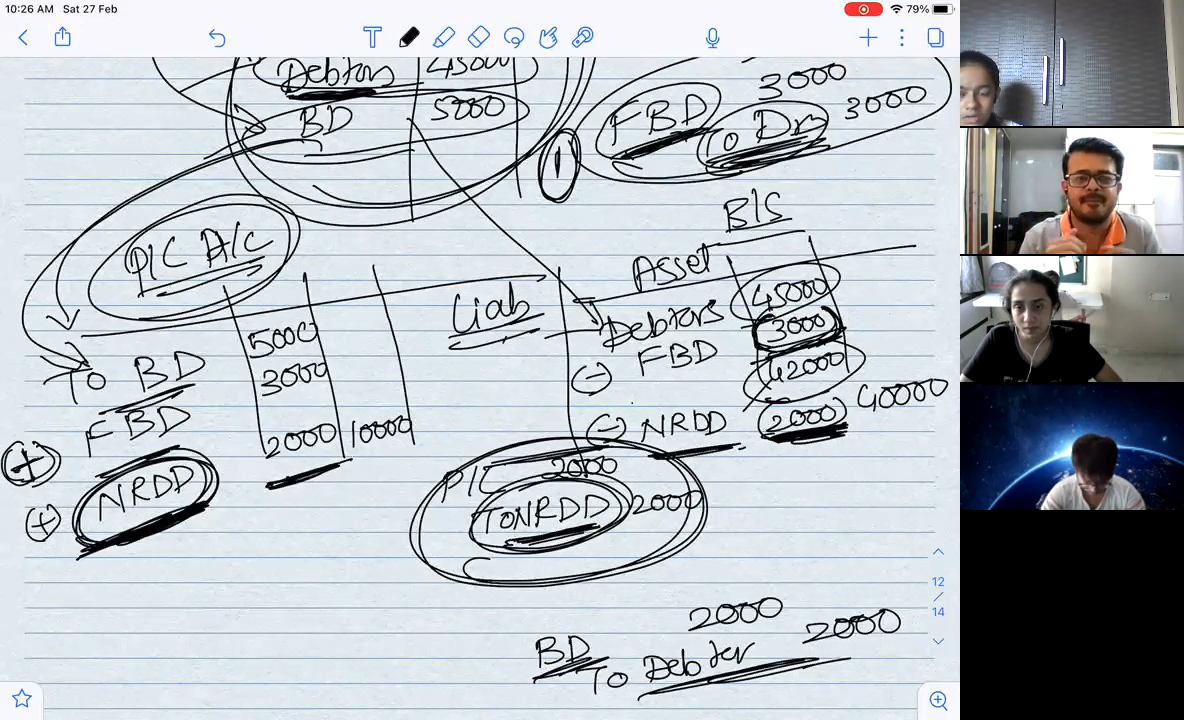 10:26 AM Sat 27 Feb
79%
Debtors 45000
BD 5000
3000
FBD
To Drs 3000
1
P/C A/C
B/S
Liab
Asset
To BD 5000
FBD 3000
NRDD 2000 10000
Debtors 45000
(-) FBD 3000
42000
(-) NRDD 2000 40000
P/C 2000
To NRDD 2000
BD 2000
To Debter 2000
12
/
14